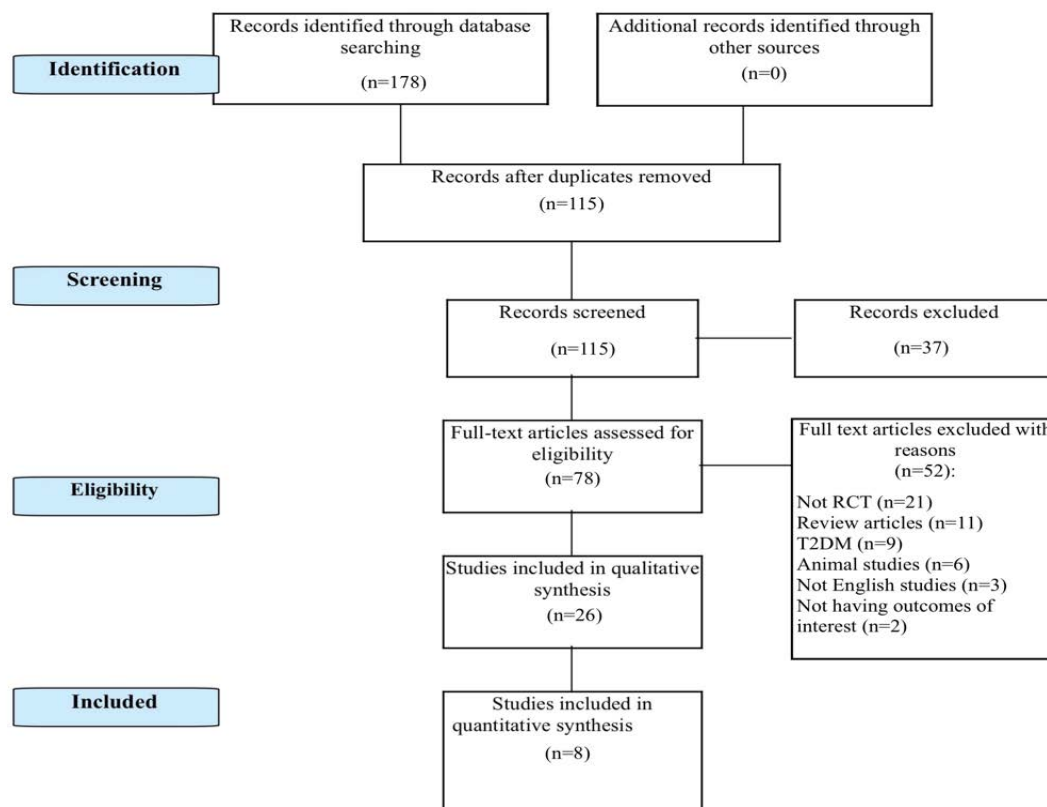 Identification
Records identified through database
searching
(n=178)
Additional records identified through
other sources
(n=0)
Records after duplicates removed
(n=115)
Screening
Records screened
(n=115)
Records excluded
(n=37)
Eligibility
Full-text articles assessed for
eligibility
(n=78)
Full text articles excluded with
reasons
(n=52):
Not RCT (n=21)
Review articles (n=11)
T2DM (n=9)
Animal studies (n=6)
Not English studies (n=3)
Not having outcomes of
interest (n=2)
Studies included in qualitative
synthesis
(n=26)
Included
Studies included in
quantitative synthesis
(n=8)